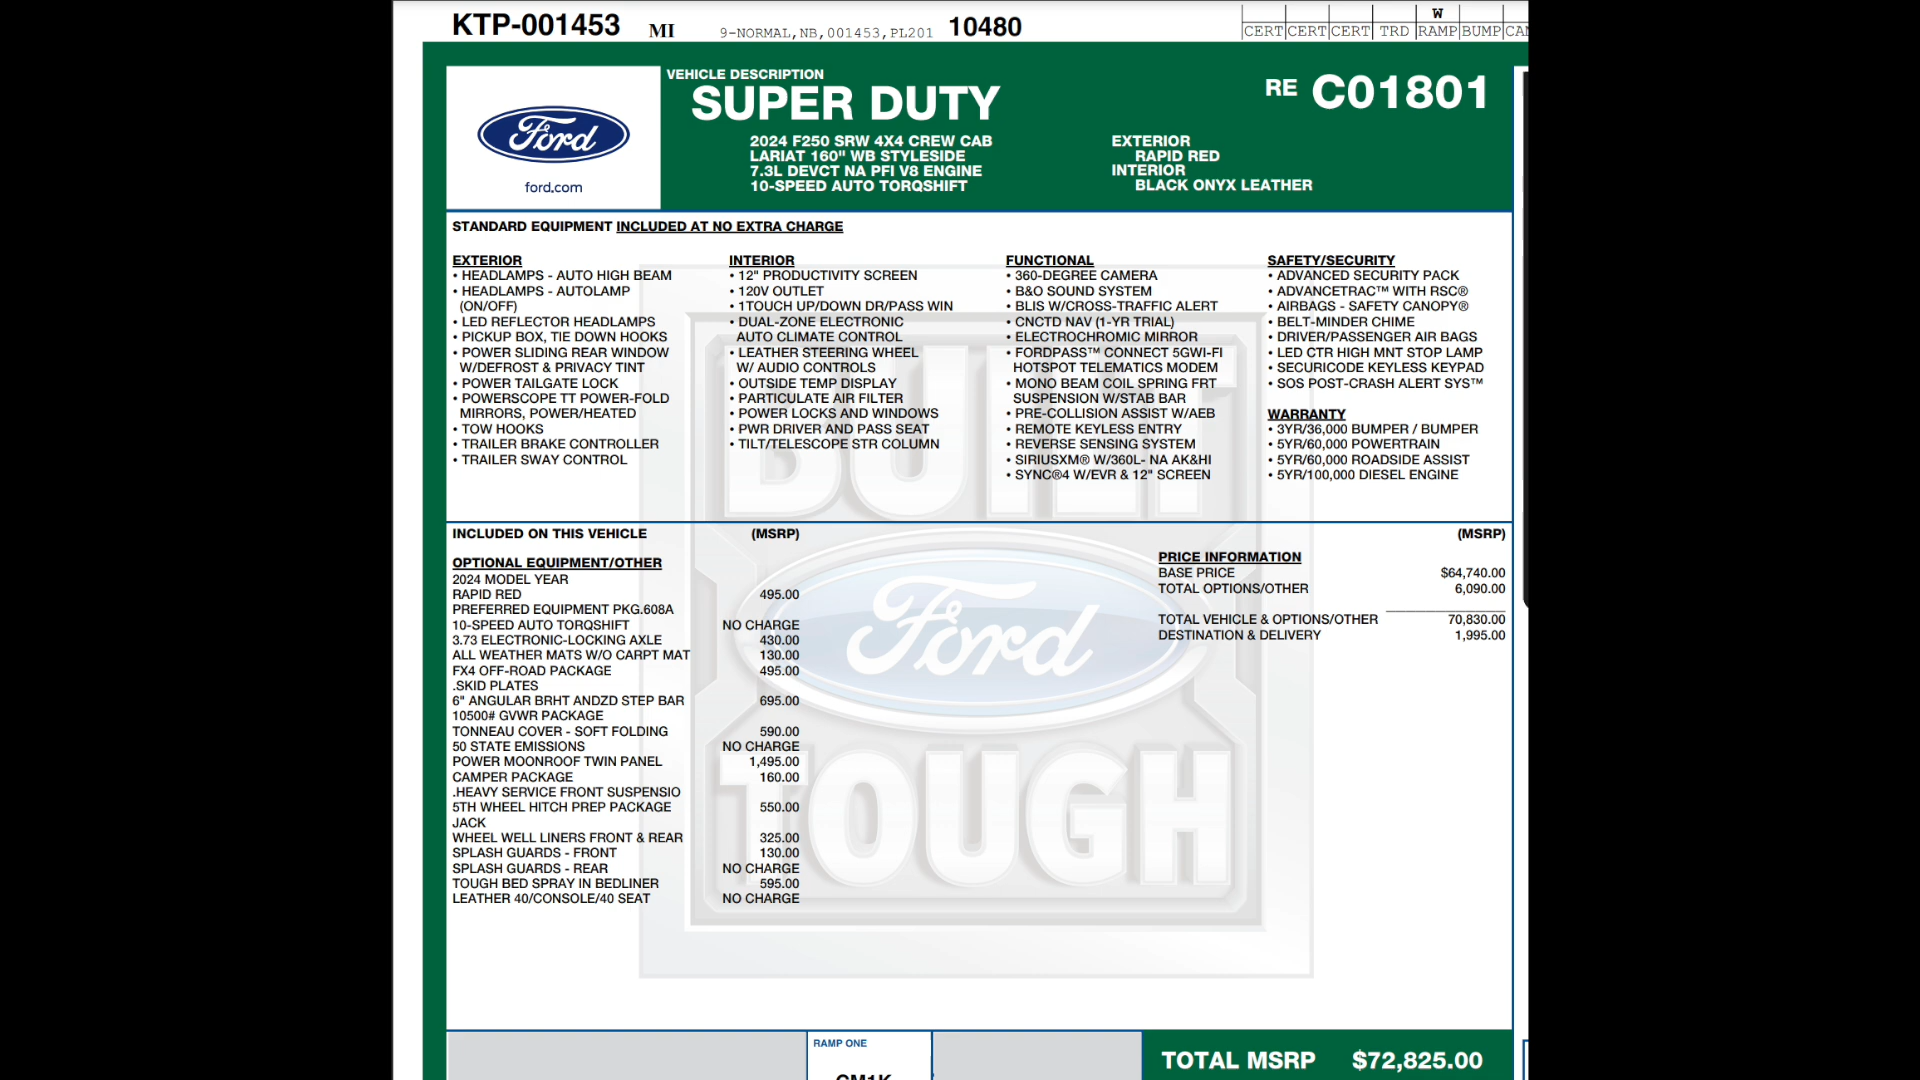 KTP-001453 MI 9-NORMAL,NB,001453,PL201 10480
W
CERT CERT CERT TRD RAMP BUMP
Ford
ford.com
VEHICLE DESCRIPTION
SUPER DUTY
2024 F250 SRW 4X4 CREW CAB
LARIAT 160" WB STYLESIDE
7.3L DEVCT NA PFI V8 ENGINE
10-SPEED AUTO TORQSHIFT
RE C01801
EXTERIOR
RAPID RED
INTERIOR
BLACK ONYX LEATHER
STANDARD EQUIPMENT INCLUDED AT NO EXTRA CHARGE
EXTERIOR
• HEADLAMPS - AUTO HIGH BEAM
• HEADLAMPS - AUTOLAMP
(ON/OFF)
• LED REFLECTOR HEADLAMPS
• PICKUP BOX, TIE DOWN HOOKS
• POWER SLIDING REAR WINDOW
W/DEFROST & PRIVACY TINT
• POWER TAILGATE LOCK
• POWERSCOPE TT POWER-FOLD
MIRRORS, POWER/HEATED
• TOW HOOKS
• TRAILER BRAKE CONTROLLER
• TRAILER SWAY CONTROL
INTERIOR
• 12" PRODUCTIVITY SCREEN
• 120V OUTLET
• 1TOUCH UP/DOWN DR/PASS WIN
• DUAL-ZONE ELECTRONIC
AUTO CLIMATE CONTROL
• LEATHER STEERING WHEEL
W/ AUDIO CONTROLS
• OUTSIDE TEMP DISPLAY
• PARTICULATE AIR FILTER
• POWER LOCKS AND WINDOWS
• PWR DRIVER AND PASS SEAT
• TILT/TELESCOPE STR COLUMN
FUNCTIONAL
• 360-DEGREE CAMERA
• B&O SOUND SYSTEM
• BLIS W/CROSS-TRAFFIC ALERT
• CNCTD NAV (1-YR TRIAL)
• ELECTROCHROMIC MIRROR
• FORDPASS™ CONNECT 5GWI-FI
HOTSPOT TELEMATICS MODEM
• MONO BEAM COIL SPRING FRT
SUSPENSION W/STAB BAR
• PRE-COLLISION ASSIST W/AEB
• REMOTE KEYLESS ENTRY
• REVERSE SENSING SYSTEM
• SIRIUSXM® W/360L- NA AK&HI
• SYNC®4 W/EVR & 12" SCREEN
SAFETY/SECURITY
• ADVANCED SECURITY PACK
• ADVANCETRAC™ WITH RSC®
• AIRBAGS - SAFETY CANOPY®
• BELT-MINDER CHIME
• DRIVER/PASSENGER AIR BAGS
• LED CTR HIGH MNT STOP LAMP
• SECURICODE KEYLESS KEYPAD
• SOS POST-CRASH ALERT SYS™
WARRANTY
• 3YR/36,000 BUMPER / BUMPER
• 5YR/60,000 POWERTRAIN
• 5YR/60,000 ROADSIDE ASSIST
• 5YR/100,000 DIESEL ENGINE
BUILT
Ford
TOUGH
INCLUDED ON THIS VEHICLE (MSRP)
OPTIONAL EQUIPMENT/OTHER
2024 MODEL YEAR
RAPID RED 495.00
PREFERRED EQUIPMENT PKG.608A
10-SPEED AUTO TORQSHIFT NO CHARGE
3.73 ELECTRONIC-LOCKING AXLE 430.00
ALL WEATHER MATS W/O CARPT MAT 130.00
FX4 OFF-ROAD PACKAGE 495.00
.SKID PLATES
6" ANGULAR BRHT ANDZD STEP BAR 695.00
10500# GVWR PACKAGE
TONNEAU COVER - SOFT FOLDING 590.00
50 STATE EMISSIONS NO CHARGE
POWER MOONROOF TWIN PANEL 1,495.00
CAMPER PACKAGE 160.00
.HEAVY SERVICE FRONT SUSPENSIO
5TH WHEEL HITCH PREP PACKAGE 550.00
JACK
WHEEL WELL LINERS FRONT & REAR 325.00
SPLASH GUARDS - FRONT 130.00
SPLASH GUARDS - REAR NO CHARGE
TOUGH BED SPRAY IN BEDLINER 595.00
LEATHER 40/CONSOLE/40 SEAT NO CHARGE
(MSRP)
PRICE INFORMATION
BASE PRICE $64,740.00
TOTAL OPTIONS/OTHER 6,090.00
TOTAL VEHICLE & OPTIONS/OTHER 70,830.00
DESTINATION & DELIVERY 1,995.00
RAMP ONE
TOTAL MSRP $72,825.00